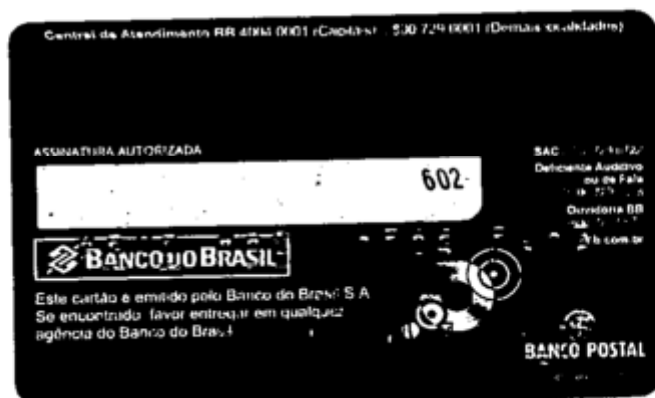 Central de Atendimento BB 4004 0001 (Capitais) 729 0001 (Demais localidades)
ASSINATURA AUTORIZADA
602
SAC
Deficiente Auditivo
ou de Fala
Ouvidoria BB
bb.com.br
BANCO DO BRASIL
Este cartão é emitido pelo Banco do Brasil S.A
Se encontrado, favor entregar em qualquer
agência do Banco do Brasil
BANCO POSTAL